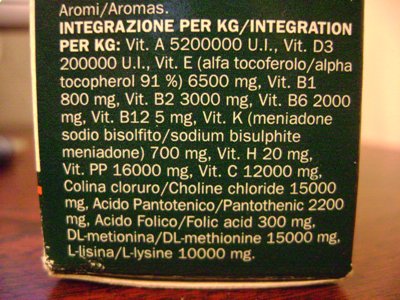 Aromi/Aromas.
INTEGRAZIONE PER KG/INTEGRATION
PER KG: Vit. A 5200000 U.I., Vit. D3
200000 U.I., Vit. E (alfa tocoferolo/alpha
tocopherol 91 %) 6500 mg, Vit. B1
800 mg, Vit. B2 3000 mg, Vit. B6 2000
mg, Vit. B12 5 mg, Vit. K (meniadone
sodio bisolfito/sodium bisulphite
meniadone) 700 mg, Vit. H 20 mg,
Vit. PP 16000 mg, Vit. C 12000 mg,
Colina cloruro/Choline chloride 15000
mg, Acido Pantotenico/Pantothenic 2200
mg, Acido Folico/Folic acid 300 mg,
DL-metionina/DL-methionine 15000 mg,
L-lisina/L-lysine 10000 mg.